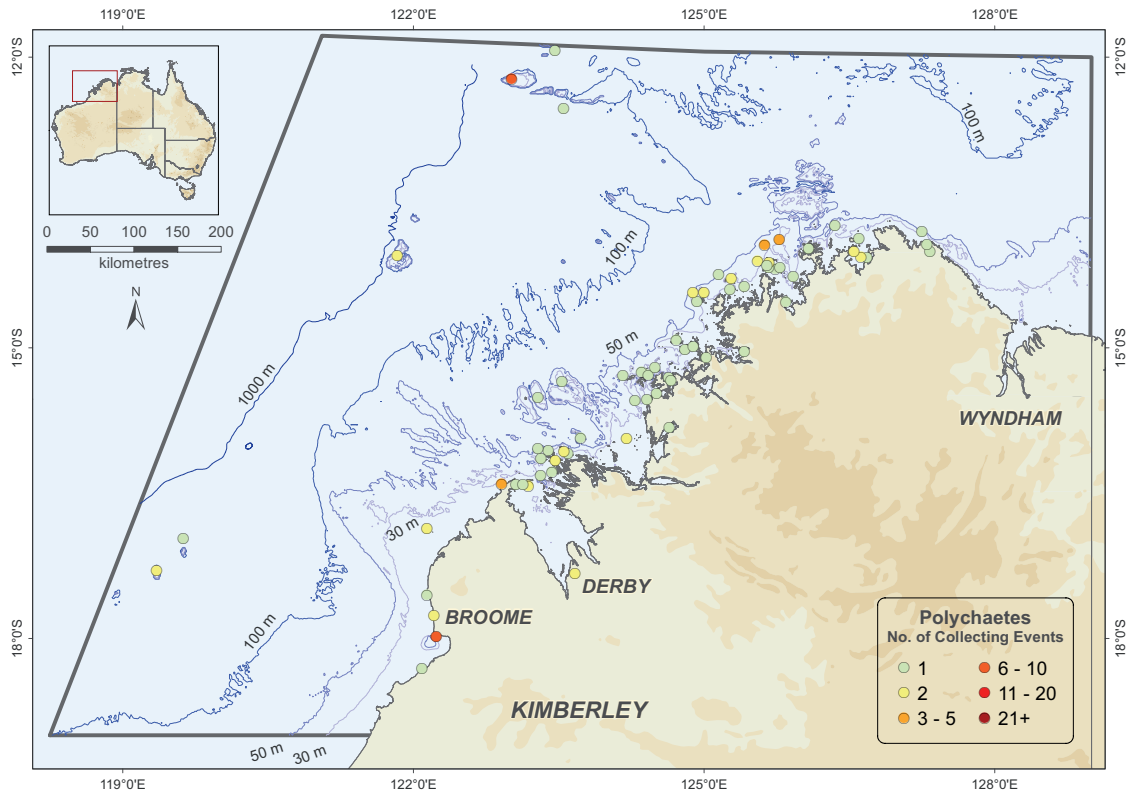 119°0'E 122°0'E 125°0'E 128°0'E
12°0'S 12°0'S
100 m
0 50 100 150 200
kilometres
N
100 m
50 m
15°0'S 15°0'S
1000 m
WYNDHAM
30 m
DERBY
BROOME
100 m
18°0'S 18°0'S
KIMBERLEY
50 m 30 m
Polychaetes
No. of Collecting Events
1 6 - 10
2 11 - 20
3 - 5 21+
119°0'E 122°0'E 125°0'E 128°0'E